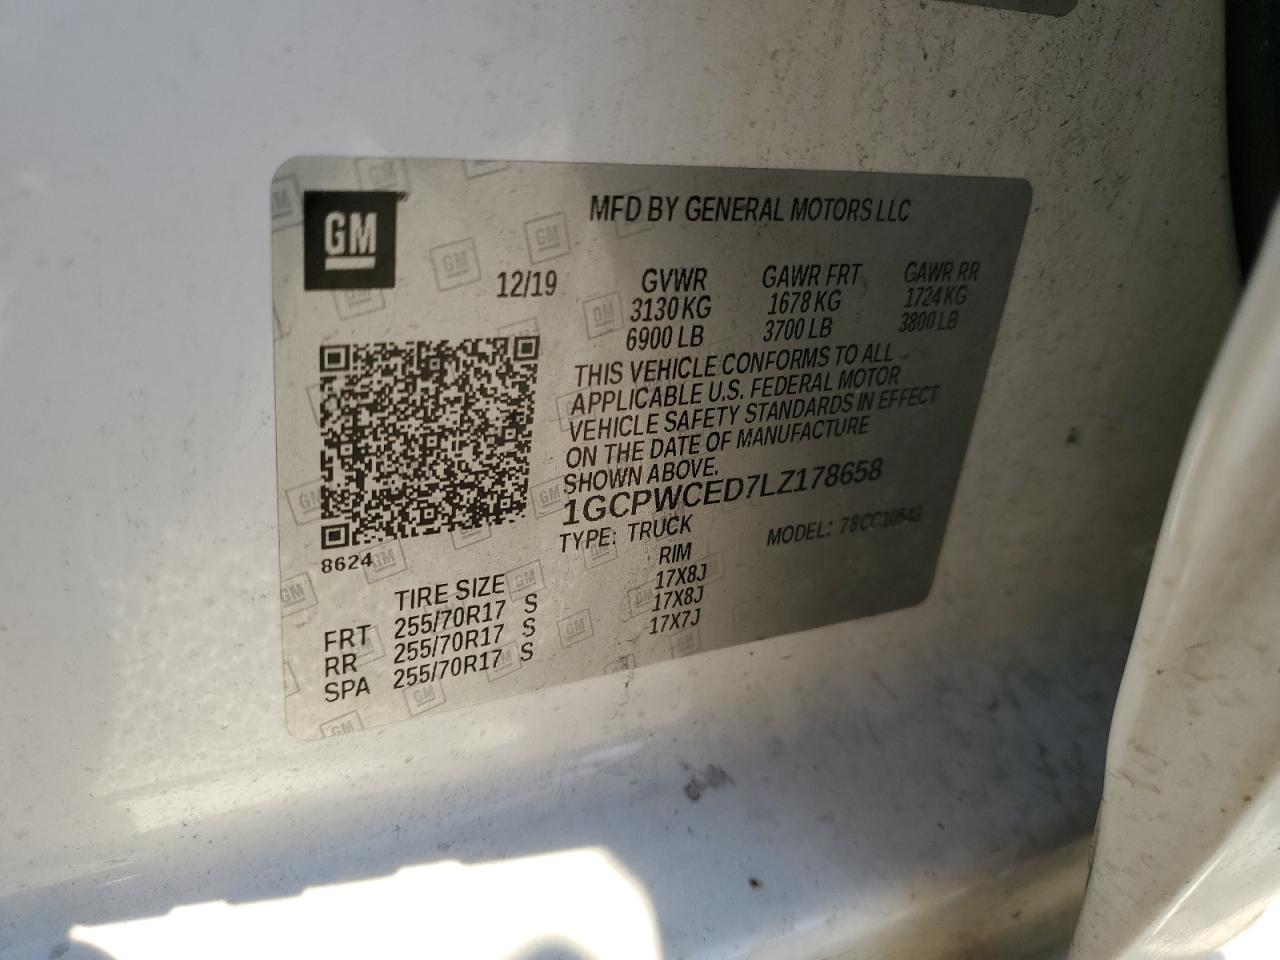 GM
MFD BY GENERAL MOTORS LLC
12/19 GVWR GAWR FRT GAWR RR
3130 KG 1678 KG 1724 KG
6900 LB 3700 LB 3800 LB
THIS VEHICLE CONFORMS TO ALL
APPLICABLE U.S. FEDERAL MOTOR
VEHICLE SAFETY STANDARDS IN EFFECT
ON THE DATE OF MANUFACTURE
SHOWN ABOVE.
1GCPWCED7LZ178658
TYPE: TRUCK MODEL:
8624
TIRE SIZE RIM
FRT 255/70R17 S 17X8J
RR 255/70R17 S 17X8J
SPA 255/70R17 S 17X7J